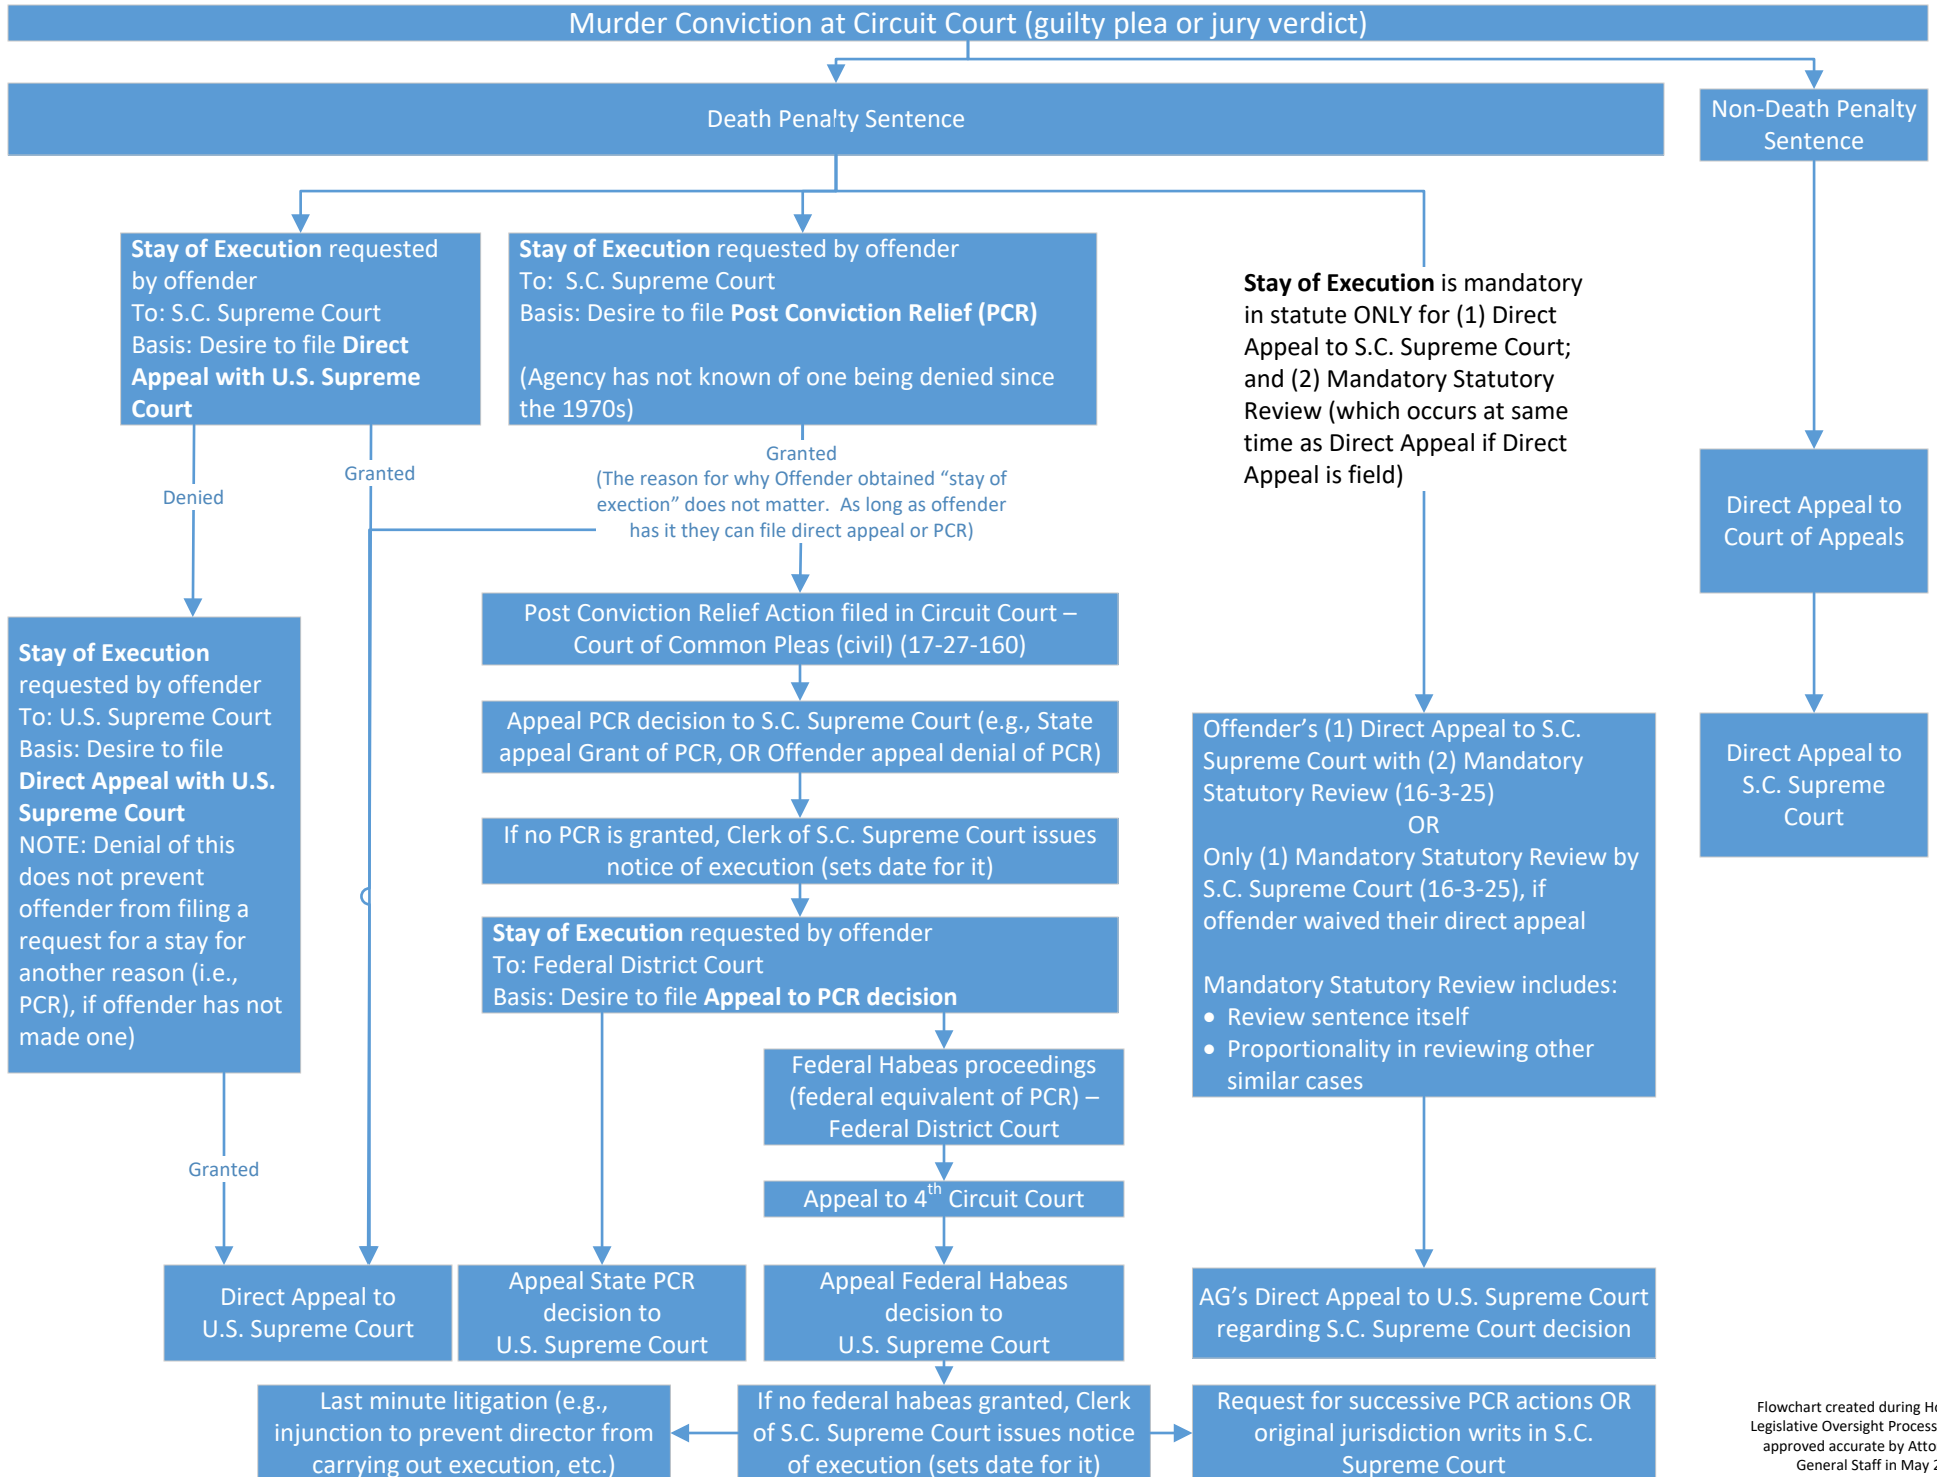 Murder Conviction at Circuit Court (guilty plea or jury verdict)
Death Penalty Sentence
Non-Death Penalty
Sentence
Stay of Execution requested
by offender
To: S.C. Supreme Court
Basis: Desire to file Direct
Appeal with U.S. Supreme
Court
Stay of Execution requested by offender
To: S.C. Supreme Court
Basis: Desire to file Post Conviction Relief (PCR)
(Agency has not known of one being denied since
the 1970s)
Stay of Execution is mandatory
in statute ONLY for (1) Direct
Appeal to S.C. Supreme Court;
and (2) Mandatory Statutory
Review (which occurs at same
time as Direct Appeal if Direct
Appeal is field)
Denied
Granted
Granted
(The reason for why Offender obtained “stay of
exection” does not matter. As long as offender
has it they can file direct appeal or PCR)
Direct Appeal to
Court of Appeals
Post Conviction Relief Action filed in Circuit Court –
Court of Common Pleas (civil) (17-27-160)
Stay of Execution
requested by offender
To: U.S. Supreme Court
Basis: Desire to file
Direct Appeal with U.S.
Supreme Court
NOTE: Denial of this
does not prevent
offender from filing a
request for a stay for
another reason (i.e.,
PCR), if offender has not
made one)
Appeal PCR decision to S.C. Supreme Court (e.g., State
appeal Grant of PCR, OR Offender appeal denial of PCR)
Offender’s (1) Direct Appeal to S.C.
Supreme Court with (2) Mandatory
Statutory Review (16-3-25)
OR
Only (1) Mandatory Statutory Review by
S.C. Supreme Court (16-3-25), if
offender waived their direct appeal
Mandatory Statutory Review includes:
• Review sentence itself
• Proportionality in reviewing other
similar cases
Direct Appeal to
S.C. Supreme
Court
If no PCR is granted, Clerk of S.C. Supreme Court issues
notice of execution (sets date for it)
Stay of Execution requested by offender
To: Federal District Court
Basis: Desire to file Appeal to PCR decision
Federal Habeas proceedings
(federal equivalent of PCR) –
Federal District Court
Granted
Appeal to 4th Circuit Court
Direct Appeal to
U.S. Supreme Court
Appeal State PCR
decision to
U.S. Supreme Court
Appeal Federal Habeas
decision to
U.S. Supreme Court
AG’s Direct Appeal to U.S. Supreme Court
regarding S.C. Supreme Court decision
Last minute litigation (e.g.,
injunction to prevent director from
carrying out execution, etc.)
If no federal habeas granted, Clerk
of S.C. Supreme Court issues notice
of execution (sets date for it)
Request for successive PCR actions OR
original jurisdiction writs in S.C.
Supreme Court
Flowchart created during
Legislative Oversight Process
approved accurate by
General Staff in May